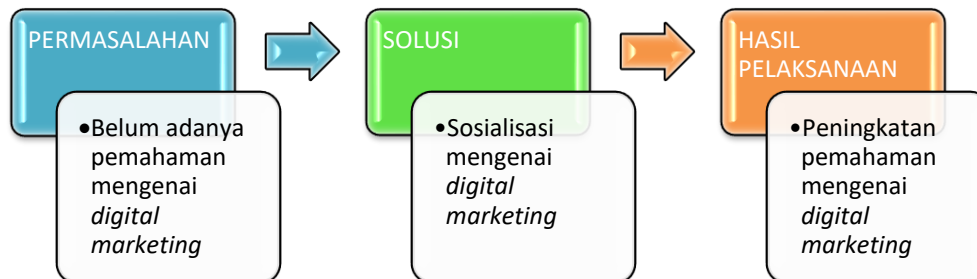 PERMASALAHAN
•Belum adanya
pemahaman
mengenai
digital
marketing
SOLUSI
•Sosialisasi
mengenai
digital
marketing
HASIL
PELAKSANAAN
•Peningkatan
pemahaman
mengenai
digital
marketing